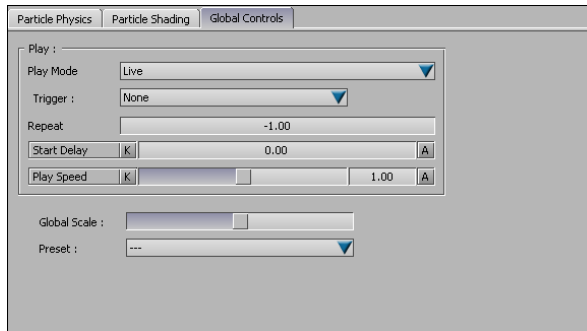 Particle Physics Particle Shading Global Controls
Play :
Play Mode Live
Trigger : None
Repeat -1.00
Start Delay K 0.00 A
Play Speed K 1.00 A
Global Scale :
Preset : ---